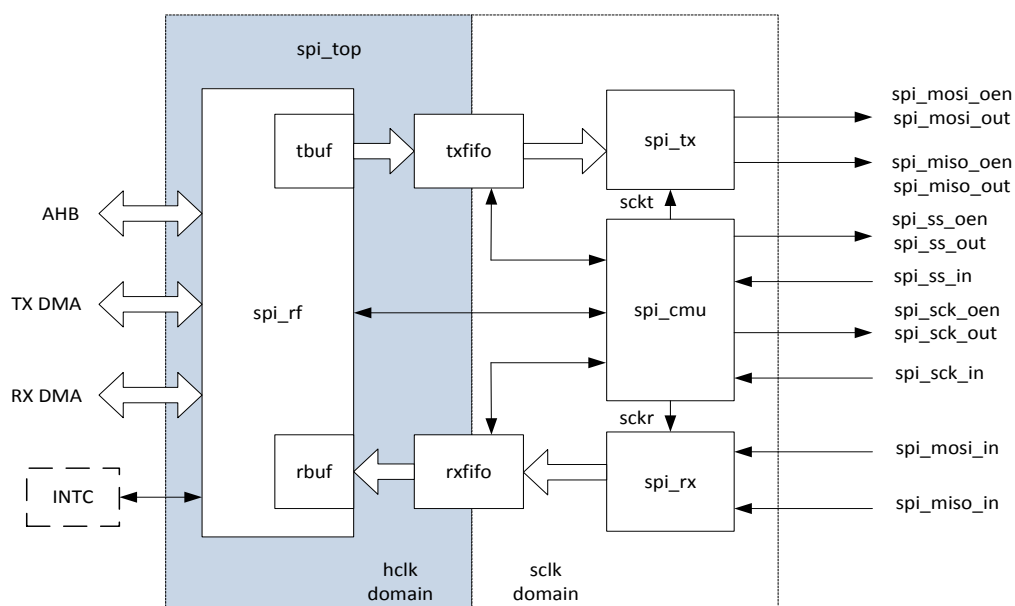 spi_top
AHB
TX DMA
RX DMA
INTC
spi_rf
tbuf
rbuf
txfifo
rxfifo
hclk
domain
sclk
domain
spi_tx
sckt
spi_cmu
sckr
spi_rx
spi_mosi_oen
spi_mosi_out
spi_miso_oen
spi_miso_out
spi_ss_oen
spi_ss_out
spi_ss_in
spi_sck_oen
spi_sck_out
spi_sck_in
spi_mosi_in
spi_miso_in